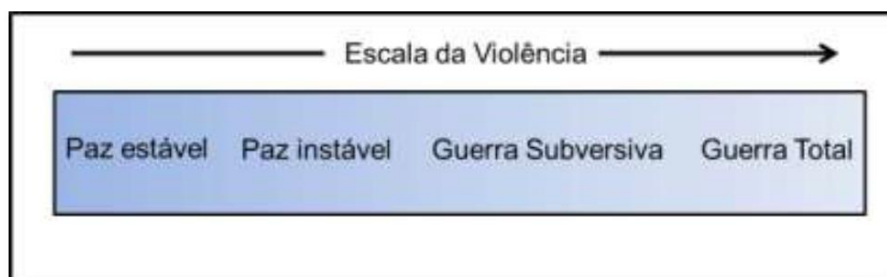 Escala da Violência
Paz estável Paz instável Guerra Subversiva Guerra Total